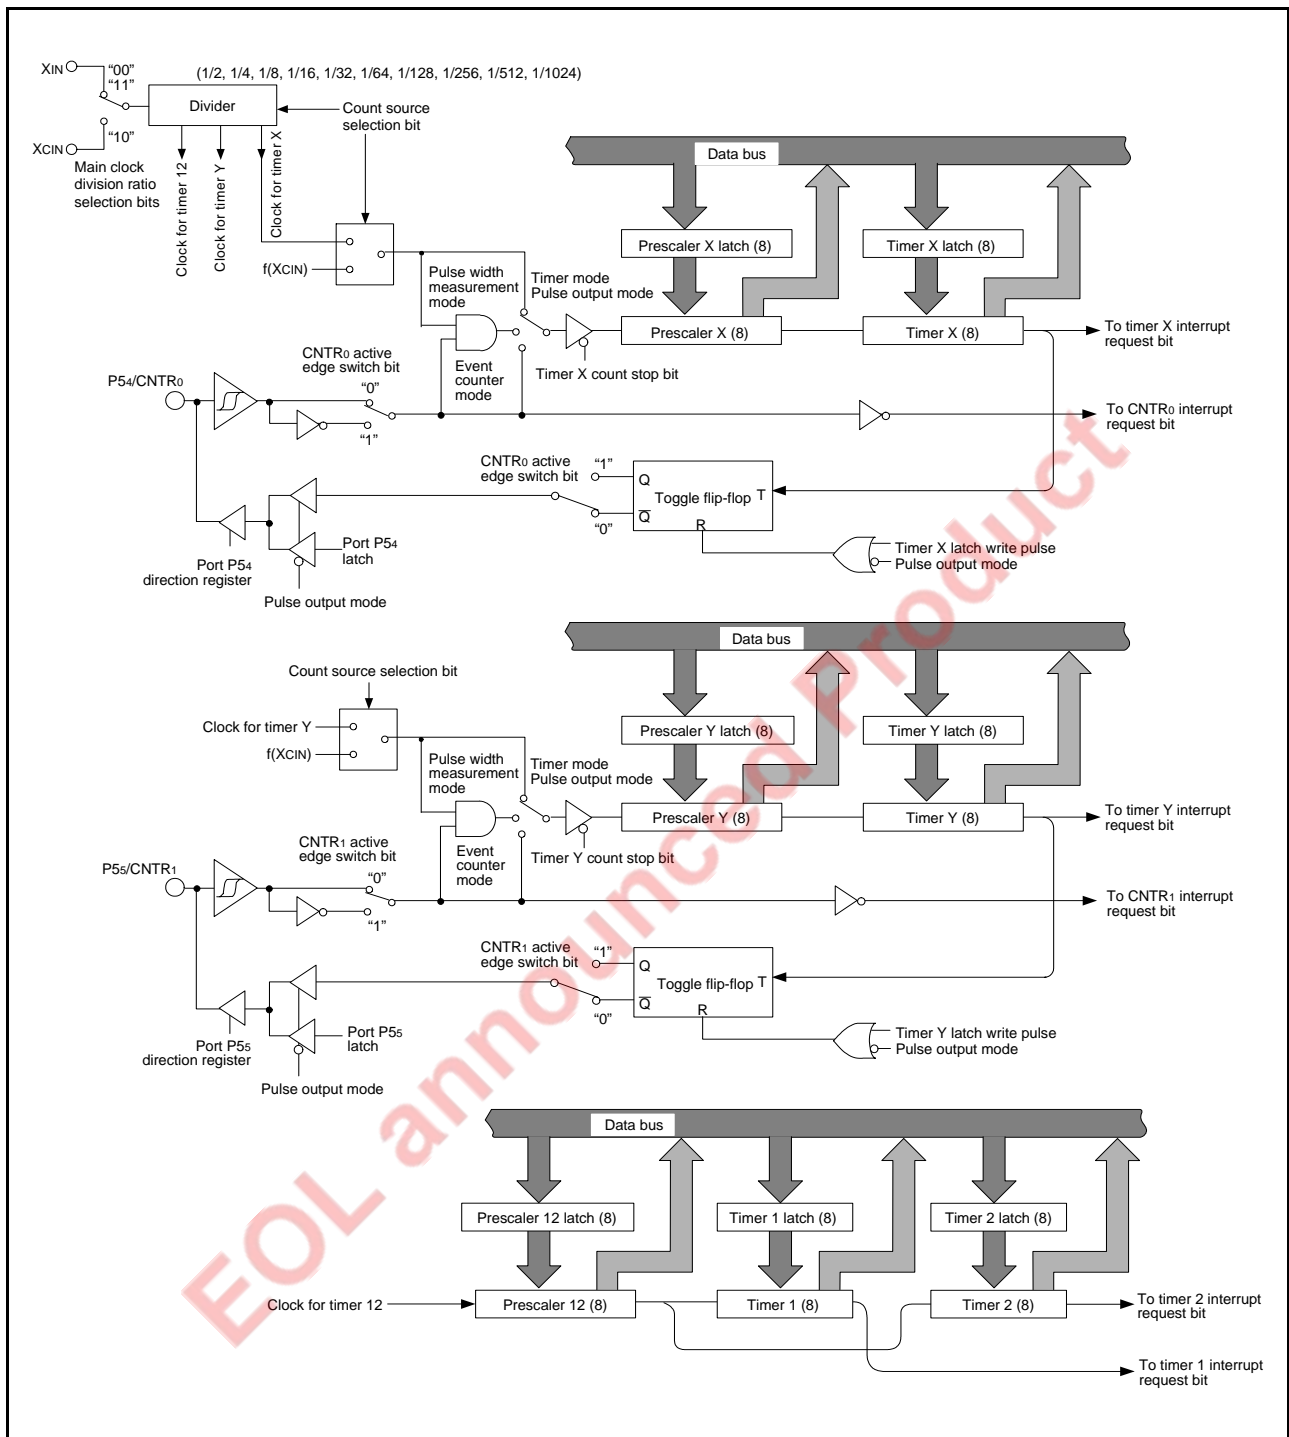 XIN
"00"
"11"
(1/2, 1/4, 1/8, 1/16, 1/32, 1/64, 1/128, 1/256, 1/512, 1/1024)
Divider
Count source
selection bit
"10"
XCIN
Main clock
division ratio
selection bits
Clock for timer 12
Clock for timer Y
Clock for timer X
Data bus
Prescaler X latch (8)
Timer X latch (8)
f(XCIN)
Pulse width
measurement
mode
Timer mode
Pulse output mode
Prescaler X (8)
Timer X (8)
To timer X interrupt
request bit
CNTR0 active
edge switch bit
Event
counter
mode
Timer X count stop bit
P54/CNTR0
"0"
"1"
To CNTR0 interrupt
request bit
CNTR0 active
edge switch bit
"1"
"0"
Q
Toggle flip-flop
T
Q
R
Port P54
latch
Port P54
direction register
Pulse output mode
Timer X latch write pulse
Pulse output mode
Data bus
Count source selection bit
Clock for timer Y
f(XCIN)
Prescaler Y latch (8)
Timer Y latch (8)
Pulse width
measurement
mode
Timer mode
Pulse output mode
Prescaler Y (8)
Timer Y (8)
To timer Y interrupt
request bit
CNTR1 active
edge switch bit
Event
counter
mode
Timer Y count stop bit
P55/CNTR1
"0"
"1"
To CNTR1 interrupt
request bit
CNTR1 active
edge switch bit
"1"
"0"
Q
Toggle flip-flop
T
Q
R
Port P55
latch
Port P55
direction register
Pulse output mode
Timer Y latch write pulse
Pulse output mode
Data bus
Prescaler 12 latch (8)
Timer 1 latch (8)
Timer 2 latch (8)
Clock for timer 12
Prescaler 12 (8)
Timer 1 (8)
Timer 2 (8)
To timer 2 interrupt
request bit
To timer 1 interrupt
request bit
EOL announced Product